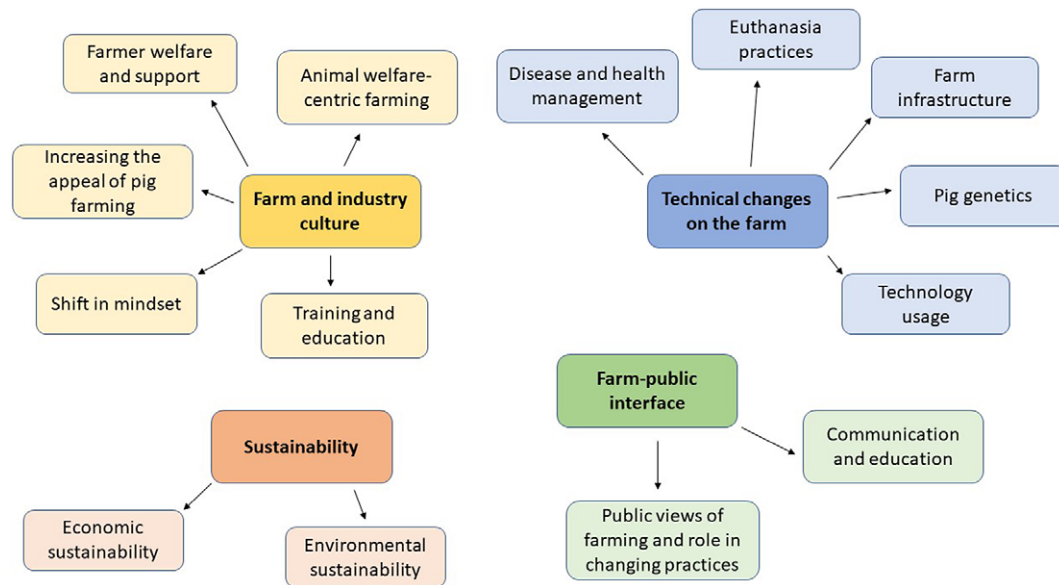 Farmer welfare
and support
Animal welfare-
centric farming
Increasing the
appeal of pig
farming
Farm and industry
culture
Shift in mindset
Training and
education
Euthanasia
practices
Disease and health
management
Farm
infrastructure
Technical changes
on the farm
Pig genetics
Technology
usage
Sustainability
Economic
sustainability
Environmental
sustainability
Farm-public
interface
Communication
and education
Public views of
farming and role in
changing practices